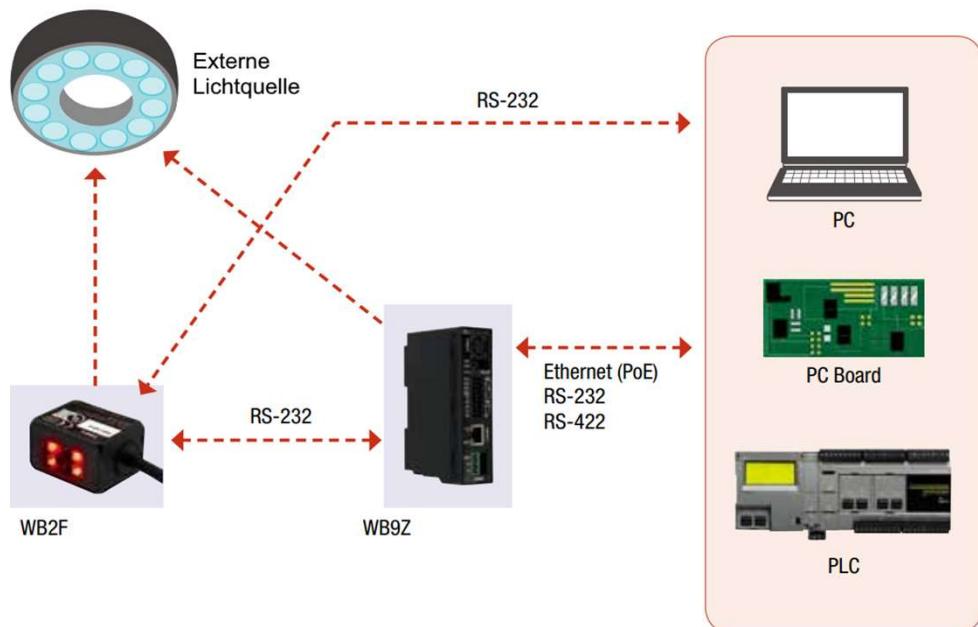 Externe
Lichtquelle
RS-232
PC
Ethernet (PoE)
RS-232
RS-422
PC Board
RS-232
WB2F
WB9Z
PLC